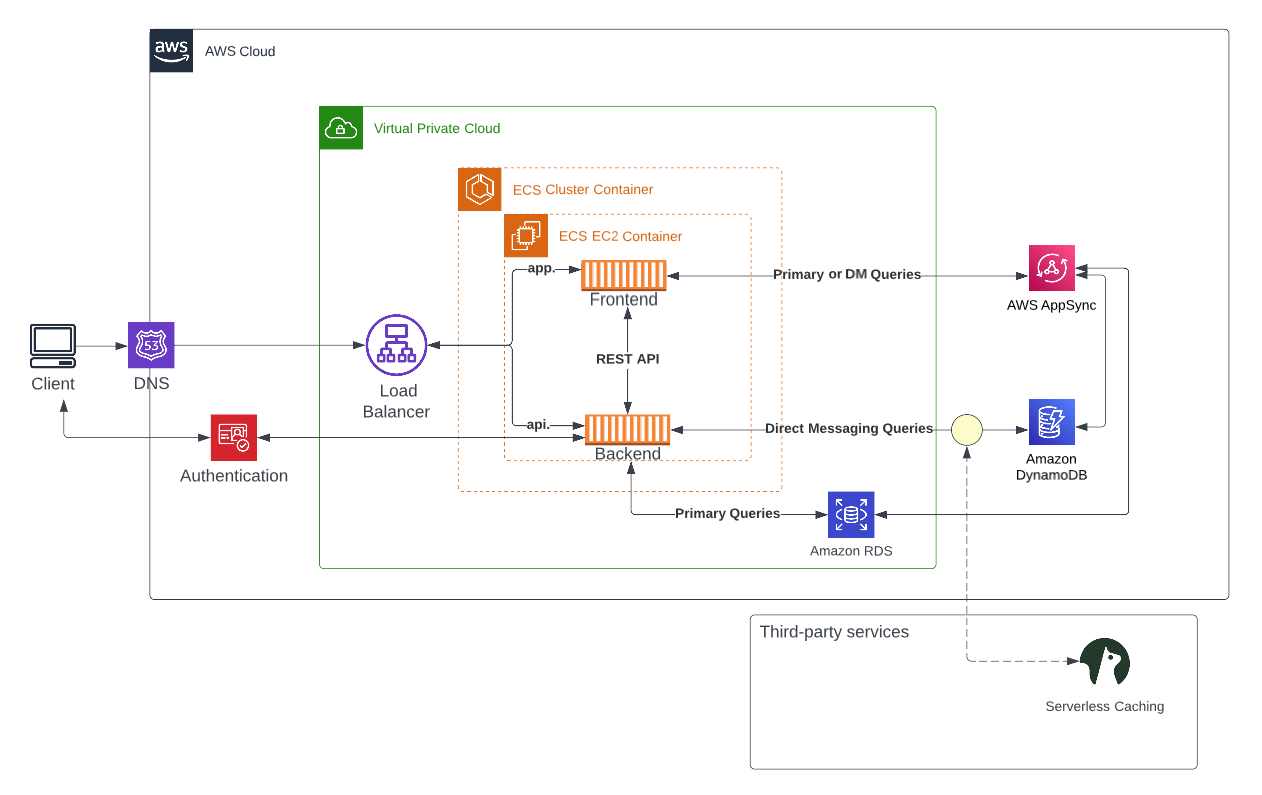 aws
AWS Cloud
Virtual Private Cloud
ECS Cluster Container
ECS EC2 Container
app.
Frontend
Primary or DM Queries
AWS AppSync
53
Client
DNS
Load
Balancer
REST API
api.
Backend
Direct Messaging Queries
Amazon
DynamoDB
Authentication
Primary Queries
Amazon RDS
Third-party services
Serverless Caching